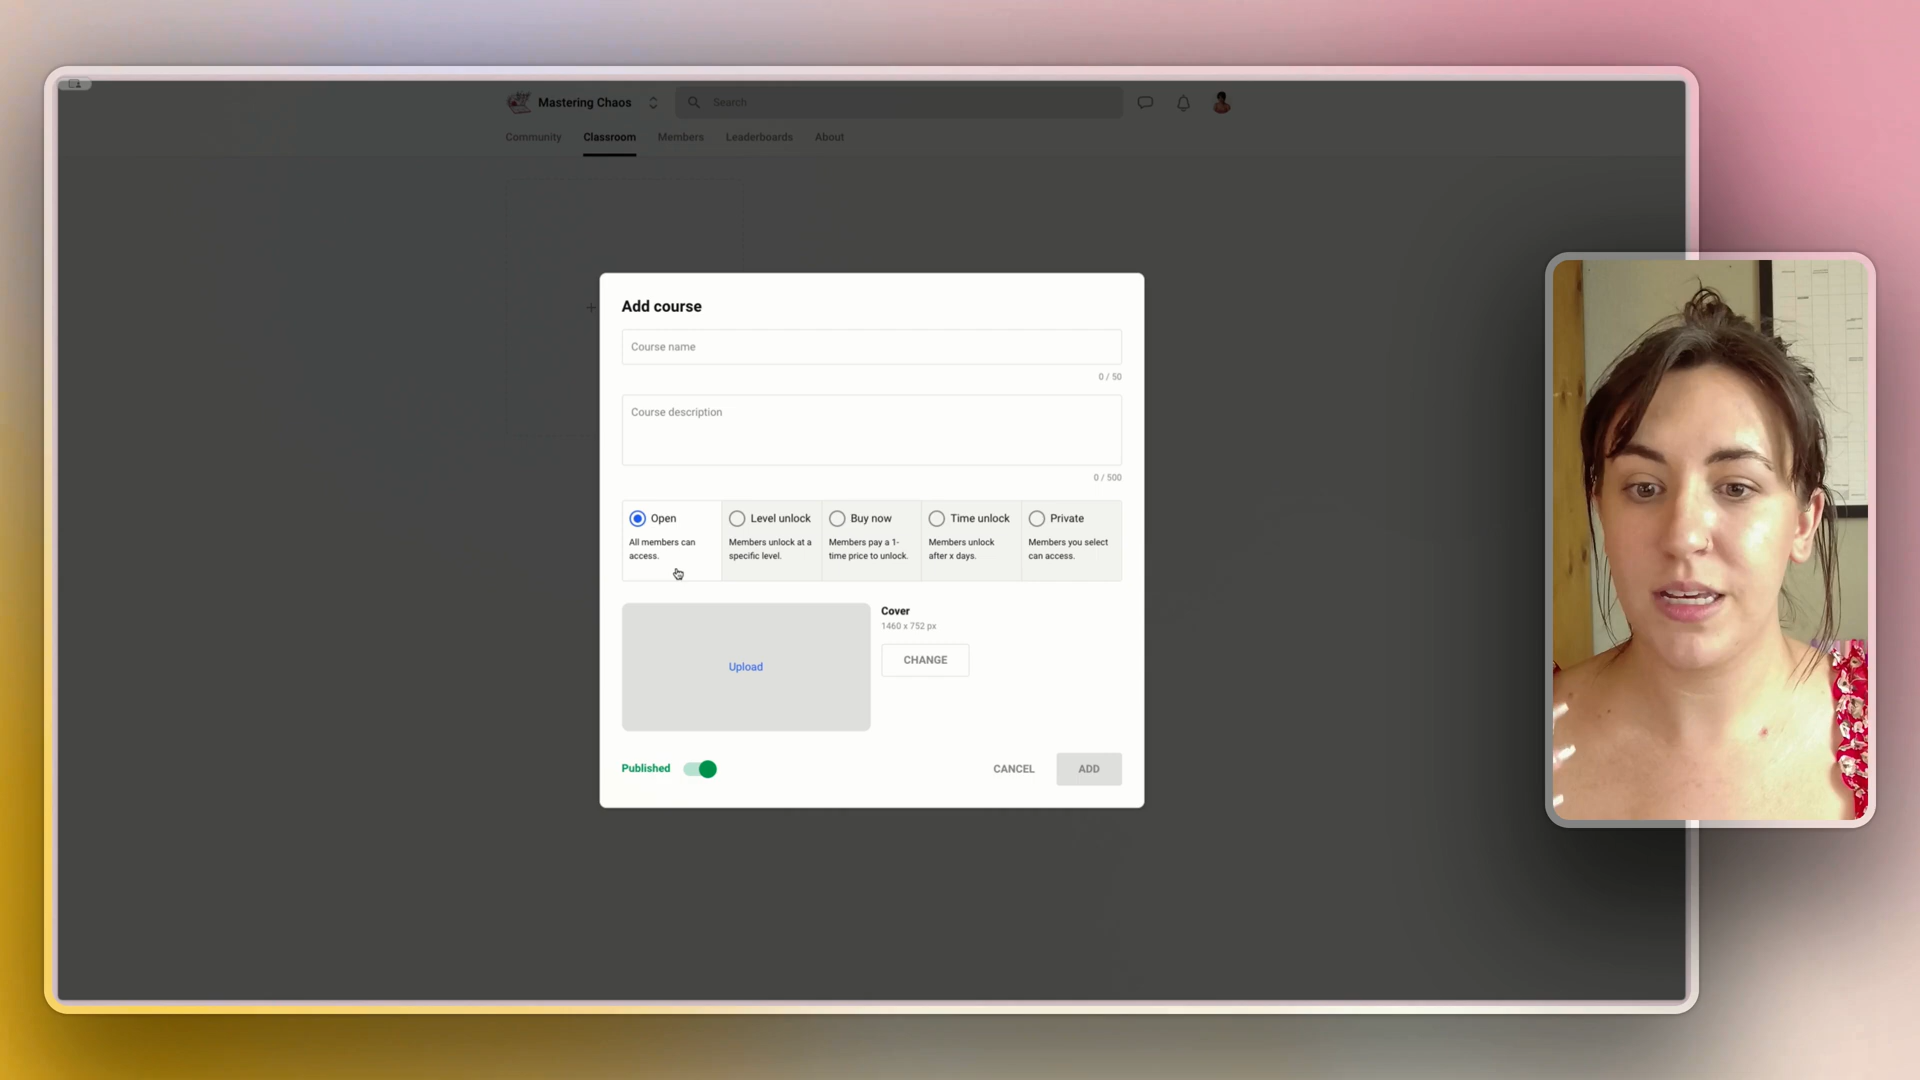 Mastering Chaos
Search
Community
Classroom
Members
Leaderboards
About
Add course
Course name
0 / 50
Course description
0 / 500
Open
All members can
access.
Level unlock
Members unlock at a
specific level.
Buy now
Members pay a 1-
time price to unlock.
Time unlock
Members unlock
after x days.
Private
Members you select
can access.
Upload
Cover
1460 x 752 px
CHANGE
Published
CANCEL
ADD